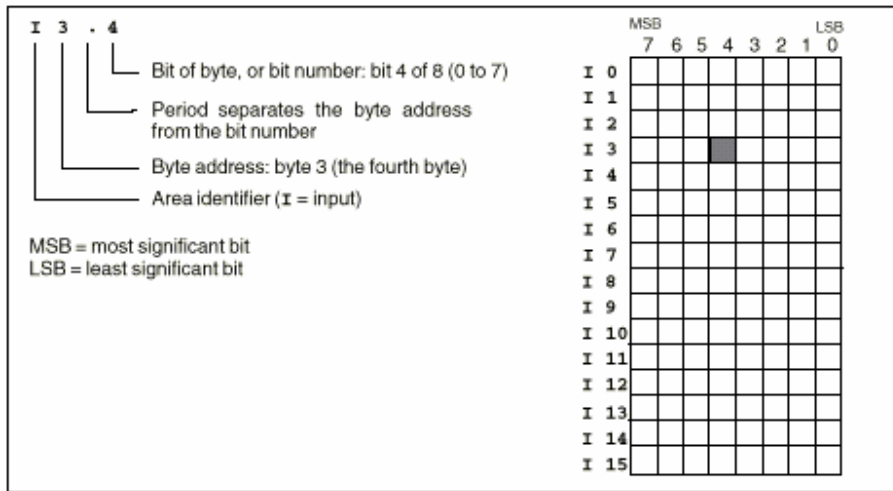 I 3 . 4
Bit of byte, or bit number: bit 4 of 8 (0 to 7)
Period separates the byte address
from the bit number
Byte address: byte 3 (the fourth byte)
Area identifier (I = input)
MSB = most significant bit
LSB = least significant bit
MSB LSB
7 6 5 4 3 2 1 0
I 0
I 1
I 2
I 3
I 4
I 5
I 6
I 7
I 8
I 9
I 10
I 11
I 12
I 13
I 14
I 15